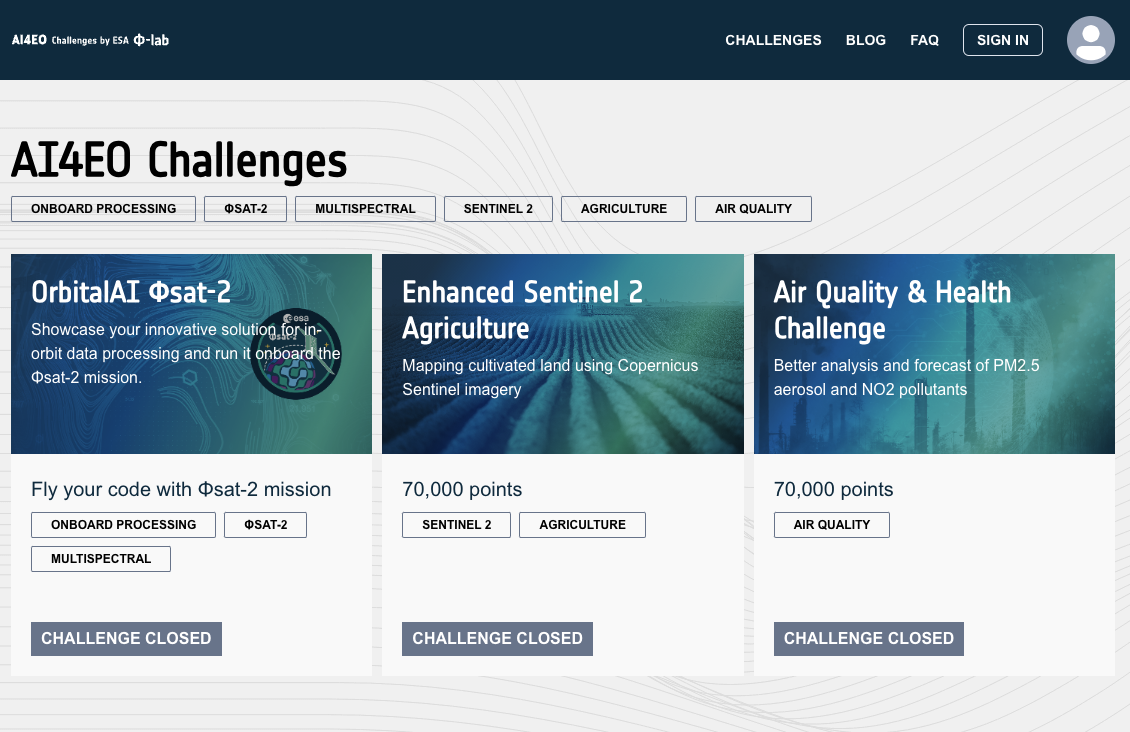 AI4EO Challenges by ESA Φ-lab
CHALLENGES
BLOG
FAQ
SIGN IN
AI4EO Challenges
ONBOARD PROCESSING
ΦSAT-2
MULTISPECTRAL
SENTINEL 2
AGRICULTURE
AIR QUALITY
OrbitalAI Φsat-2
Showcase your innovative solution for in-
orbit data processing and run it onboard the
Φsat-2 mission.
esa
Φsat-2
Fly your code with Φsat-2 mission
ONBOARD PROCESSING
ΦSAT-2
MULTISPECTRAL
CHALLENGE CLOSED
Enhanced Sentinel 2
Agriculture
Mapping cultivated land using Copernicus
Sentinel imagery
70,000 points
SENTINEL 2
AGRICULTURE
CHALLENGE CLOSED
Air Quality & Health
Challenge
Better analysis and forecast of PM2.5
aerosol and NO2 pollutants
70,000 points
AIR QUALITY
CHALLENGE CLOSED